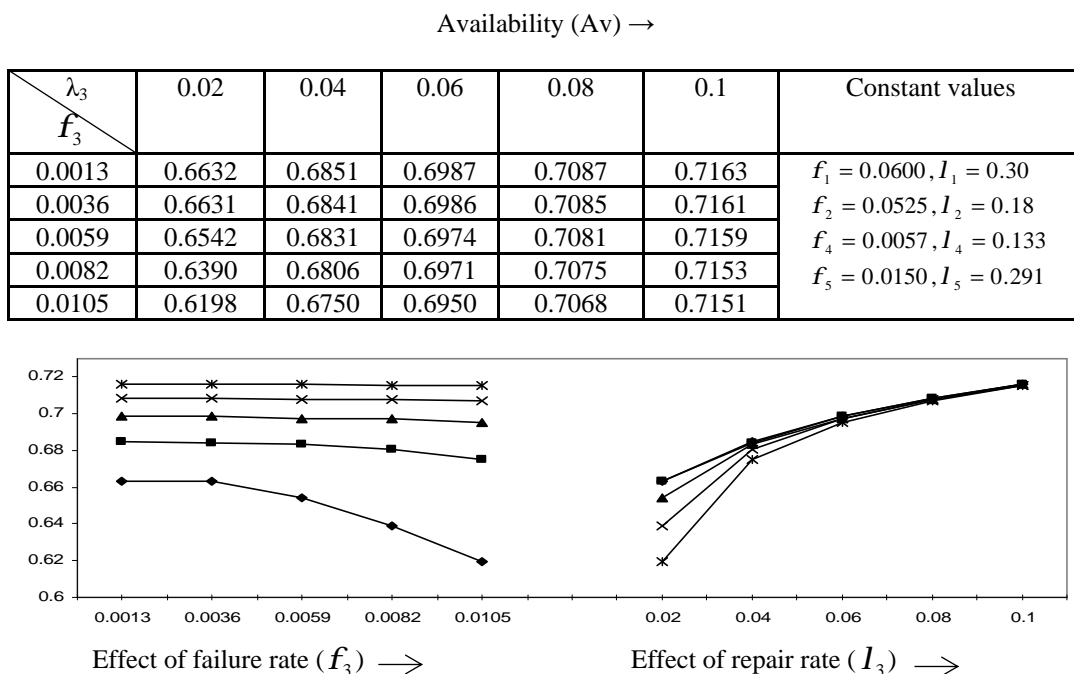 Availability (Av) →
λ3 0.02 0.04 0.06 0.08 0.1 Constant values
f3
0.0013 0.6632 0.6851 0.6987 0.7087 0.7163 f1 = 0.0600, l1 = 0.30
0.0036 0.6631 0.6841 0.6986 0.7085 0.7161 f2 = 0.0525, l2 = 0.18
0.0059 0.6542 0.6831 0.6974 0.7081 0.7159 f4 = 0.0057, l4 = 0.133
0.0082 0.6390 0.6806 0.6971 0.7075 0.7153 f5 = 0.0150, l5 = 0.291
0.0105 0.6198 0.6750 0.6950 0.7068 0.7151
0.72
0.7
0.68
0.66
0.64
0.62
0.6
0.0013 0.0036 0.0059 0.0082 0.0105 0.02 0.04 0.06 0.08 0.1
Effect of failure rate (f3) → Effect of repair rate (l3) →